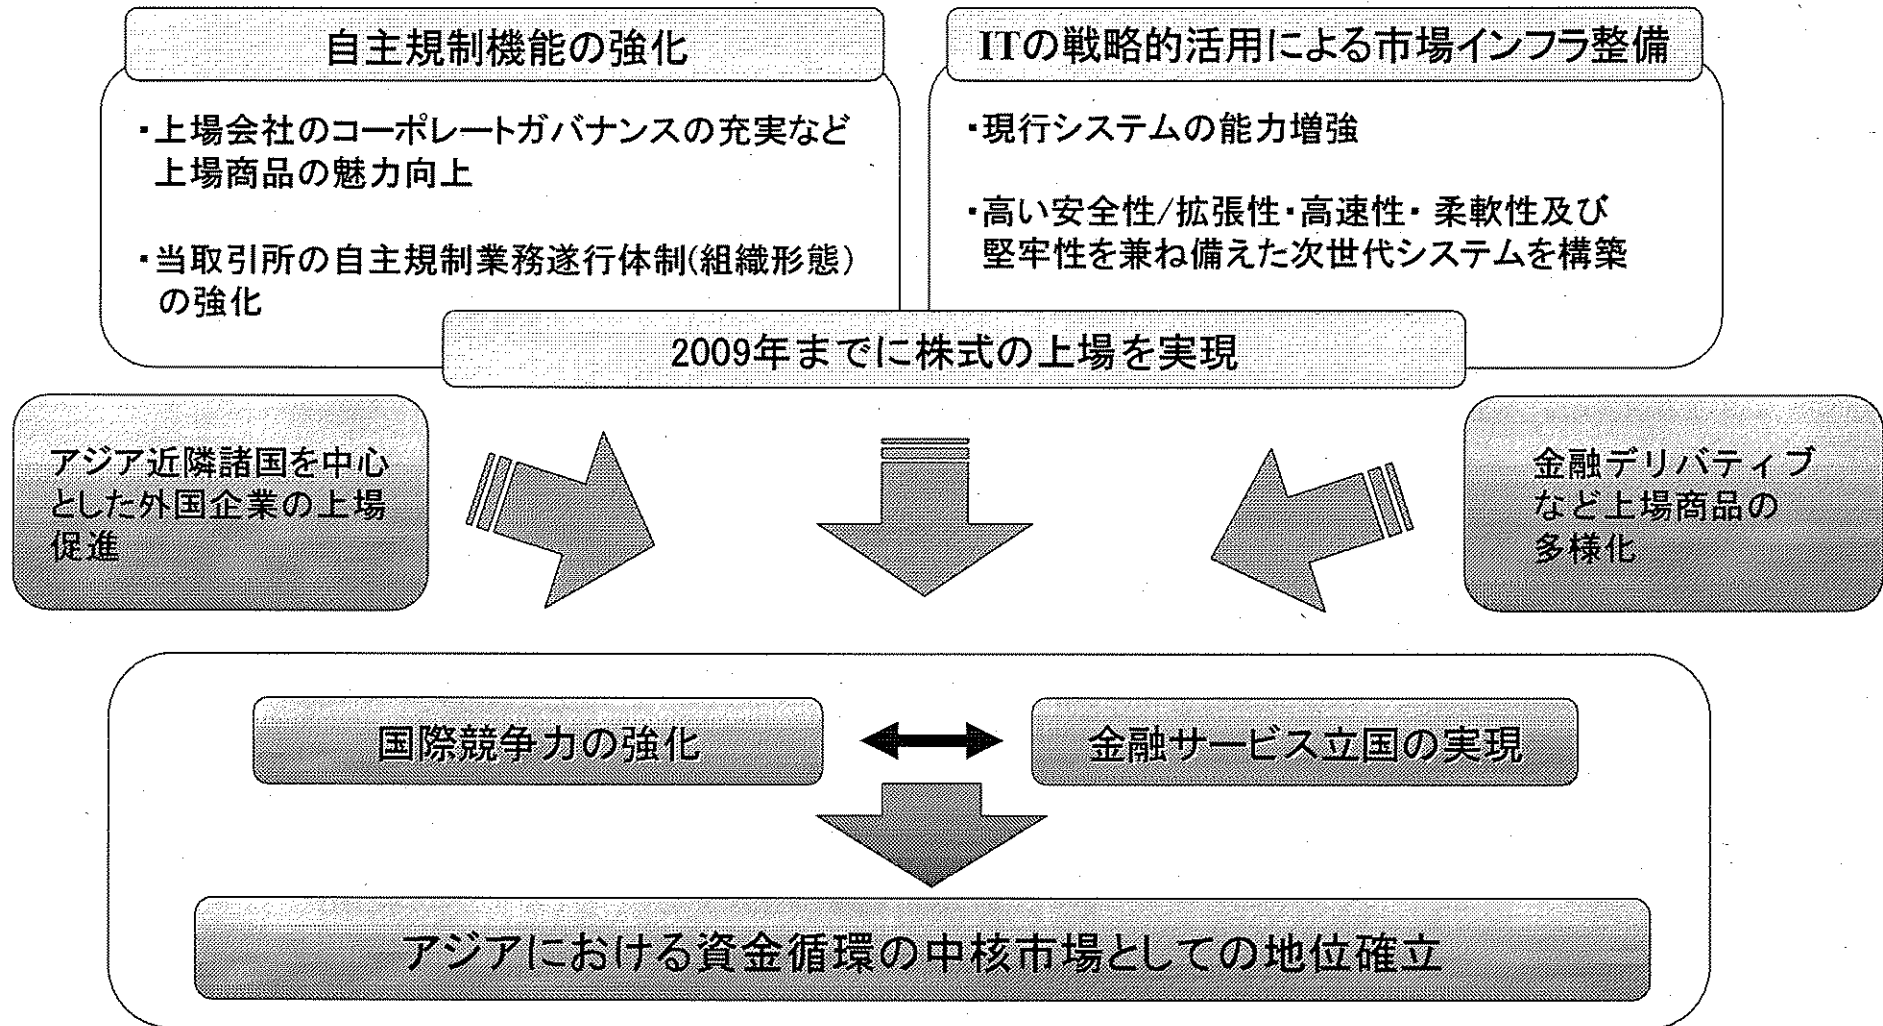 自主規制機能の強化
・上場会社のコーポレートガバナンスの充実など
上場商品の魅力向上
・当取引所の自主規制業務遂行体制(組織形態)
の強化
ITの戦略的活用による市場インフラ整備
・現行システムの能力増強
・高い安全性/拡張性・高速性・柔軟性及び
堅牢性を兼ね備えた次世代システムを構築
2009年までに株式の上場を実現
アジア近隣諸国を中心
とした外国企業の上場
促進
金融デリバティブ
など上場商品の
多様化
国際競争力の強化
金融サービス立国の実現
アジアにおける資金循環の中核市場としての地位確立